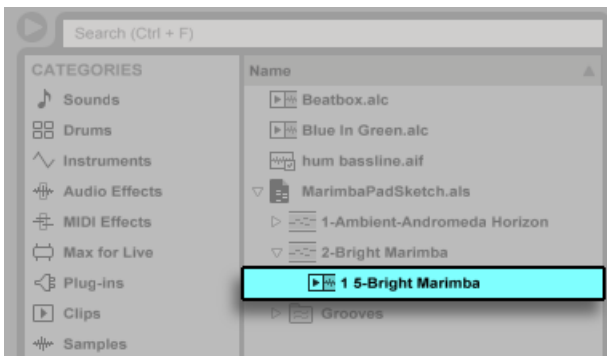 Search (Ctrl + F)
CATEGORIES
Sounds
Drums
Instruments
Audio Effects
MIDI Effects
Max for Live
Plug-ins
Clips
Samples
Name
Beatbox.alc
Blue In Green.alc
hum bassline.aif
MarimbaPadSketch.als
1-Ambient-Andromeda Horizon
2-Bright Marimba
1 5-Bright Marimba
Grooves